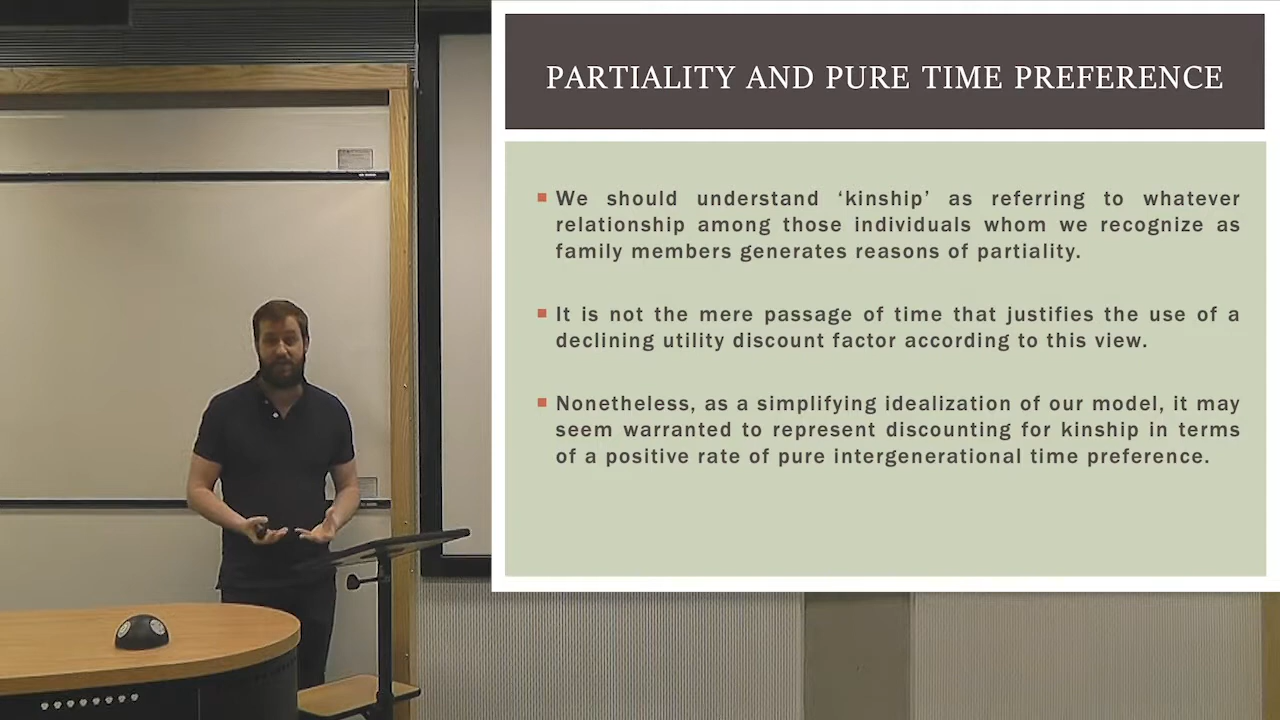 PARTIALITY AND PURE TIME PREFERENCE
We should understand ‘kinship’ as referring to whatever
relationship among those individuals whom we recognize as
family members generates reasons of partiality.
It is not the mere passage of time that justifies the use of a
declining utility discount factor according to this view.
Nonetheless, as a simplifying idealization of our model, it may
seem warranted to represent discounting for kinship in terms
of a positive rate of pure intergenerational time preference.